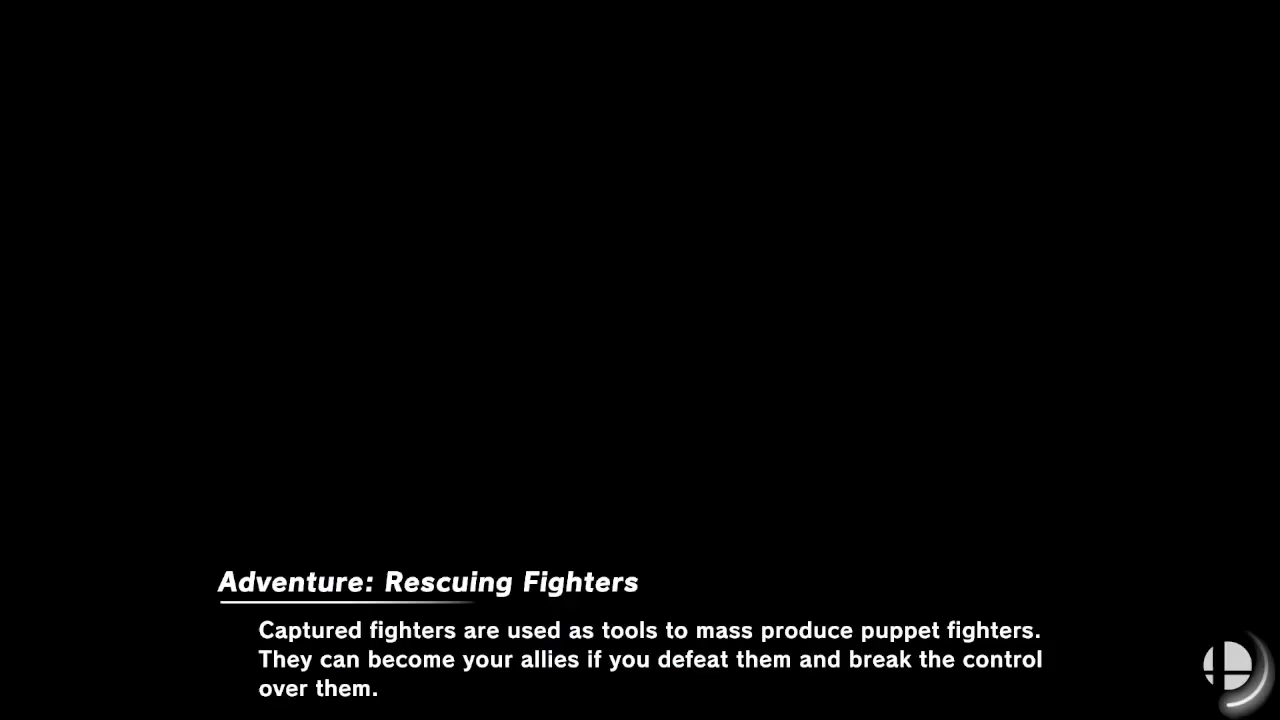 Adventure: Rescuing Fighters
Captured fighters are used as tools to mass produce puppet fighters.
They can become your allies if you defeat them and break the control
over them.